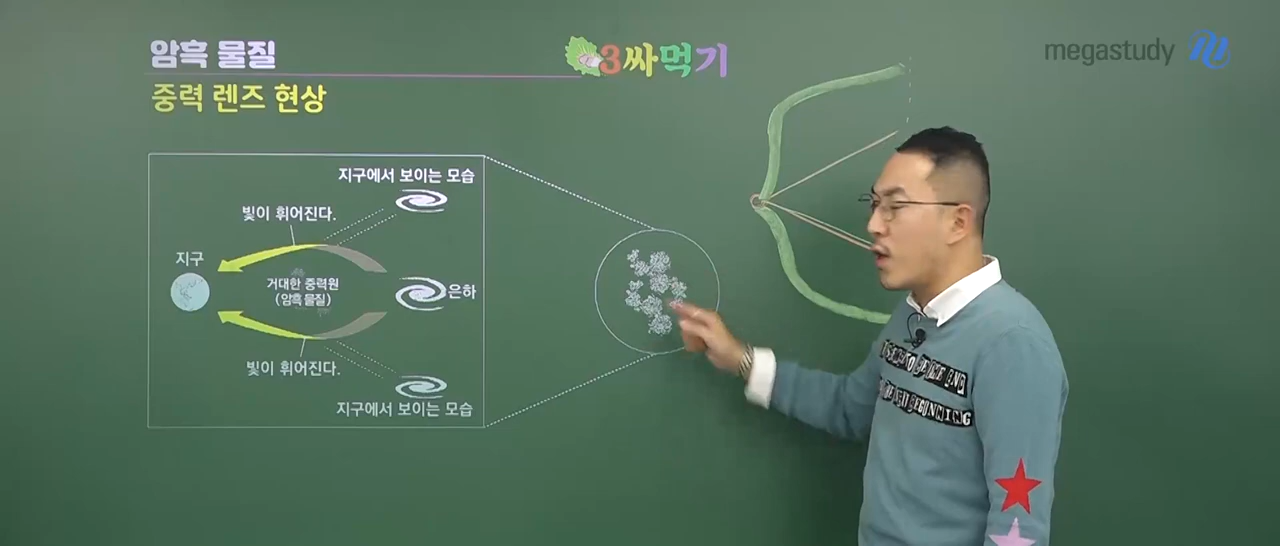 암흑 물질
3싸먹기
megastudy
중력 렌즈 현상
지구에서 보이는 모습
빛이 휘어진다.
지구
거대한 중력원
(암흑 물질)
은하
빛이 휘어진다.
지구에서 보이는 모습